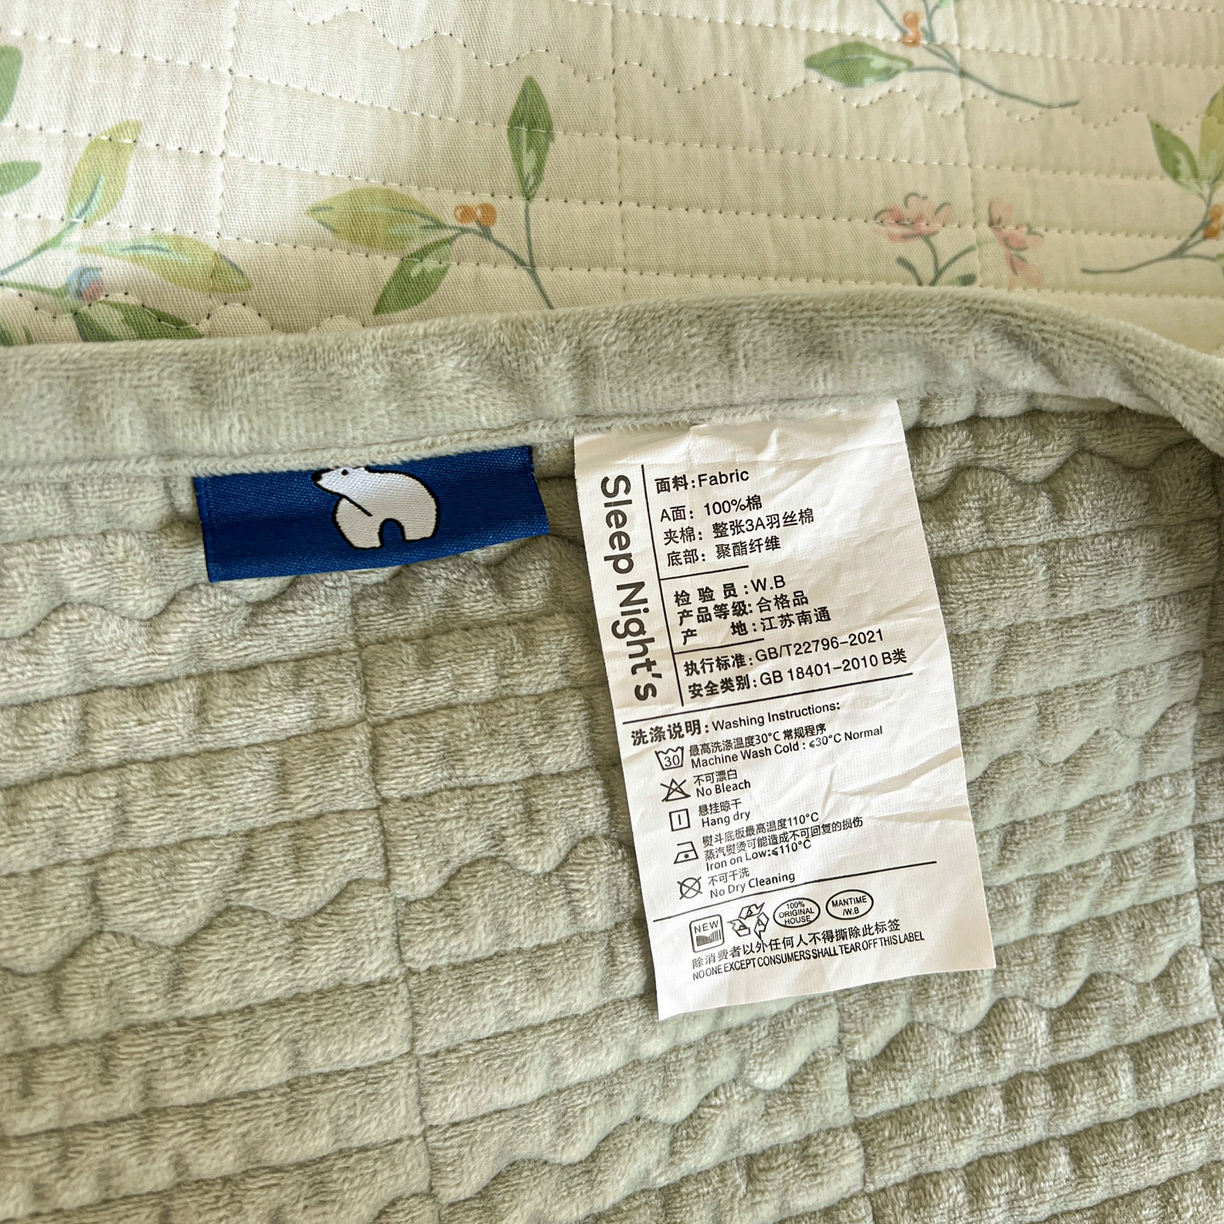 Sleep Night's
面料:Fabric
A面: 100%棉
夹棉: 整张3A羽丝棉
底部: 聚酯纤维
检 验 员:W.B
产品等级:合格品
产 地:江苏南通
执行标准:GB/T22796-2021
安全类别:GB 18401-2010 B类
洗涤说明:Washing Instructions:
30
最高洗涤温度30°C 常规程序
Machine Wash Cold : ≤30°C Normal
不可漂白
No Bleach
悬挂晾干
Hang dry
熨斗底板最高温度110°C
蒸汽熨烫可能造成不可回复的损伤
Iron on Low:≤110°C
不可干洗
No Dry Cleaning
NEW
100%
ORIGINAL
HOUSE
MANTIME
/W.B
除消费者以外任何人不得撕除此标签
NO ONE EXCEPT CONSUMERS SHALL TEAR OFF THIS LABEL